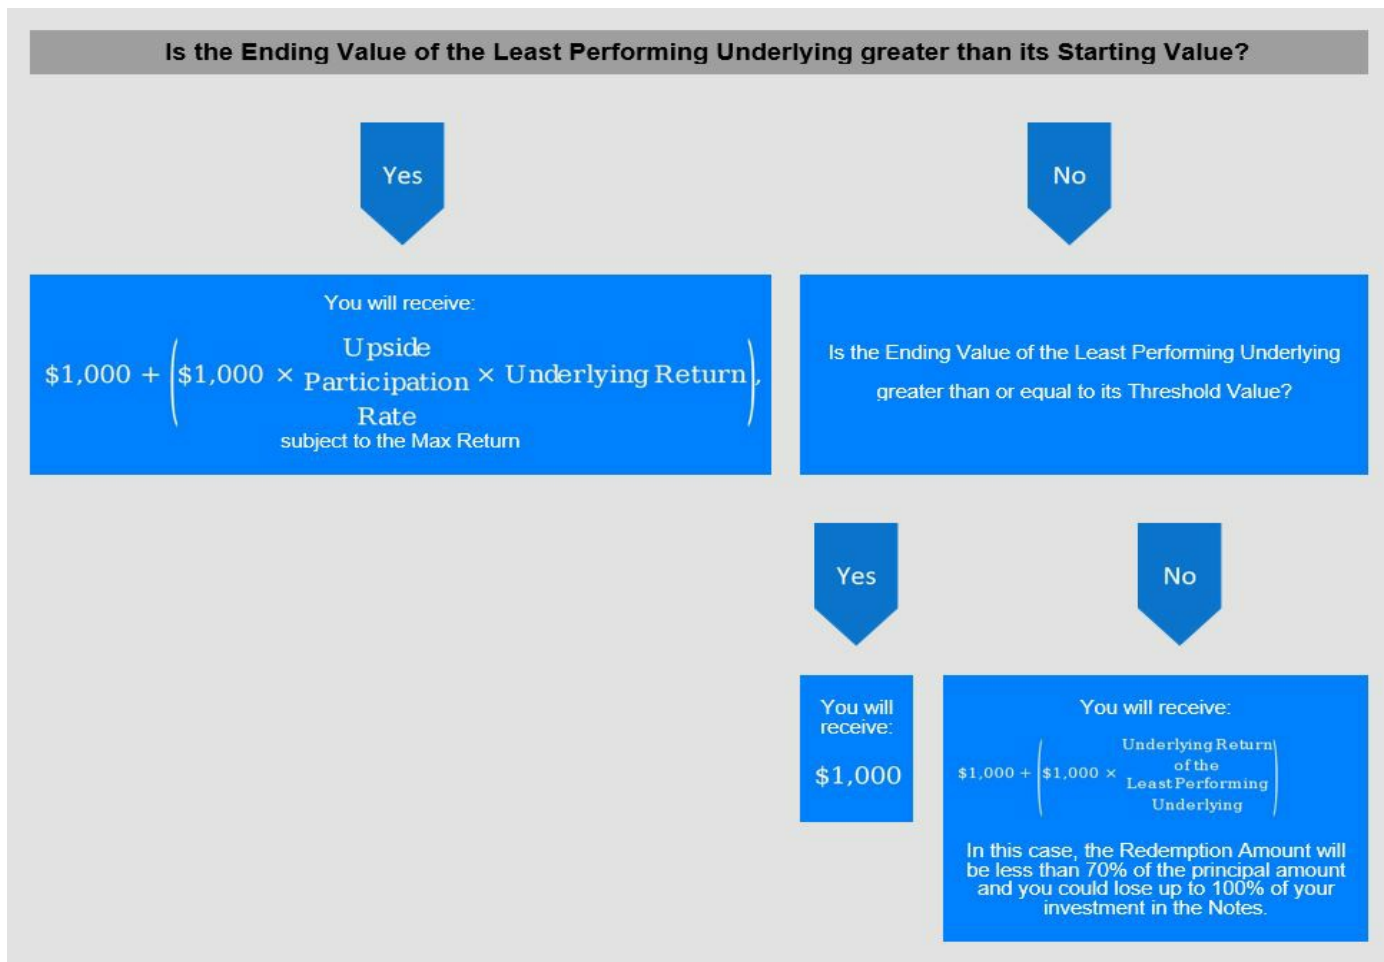 Is the Ending Value of the Least Performing Underlying greater than its Starting Value?
Yes
No
You will receive:
$1,000 + ($1,000 × Upside Participation Rate × Underlying Return),
subject to the Max Return
Is the Ending Value of the Least Performing Underlying
greater than or equal to its Threshold Value?
Yes
No
You will
receive:
$1,000
You will receive:
$1,000 + ($1,000 × Underlying Return of the Least Performing Underlying)
In this case, the Redemption Amount will
be less than 70% of the principal amount
and you could lose up to 100% of your
investment in the Notes.